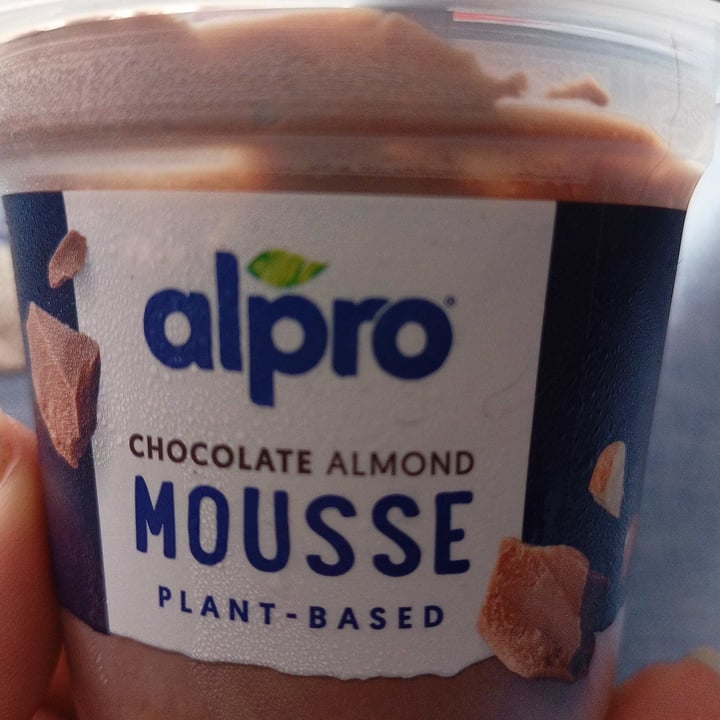 alpro®
CHOCOLATE ALMOND
MOUSSE
PLANT-BASED